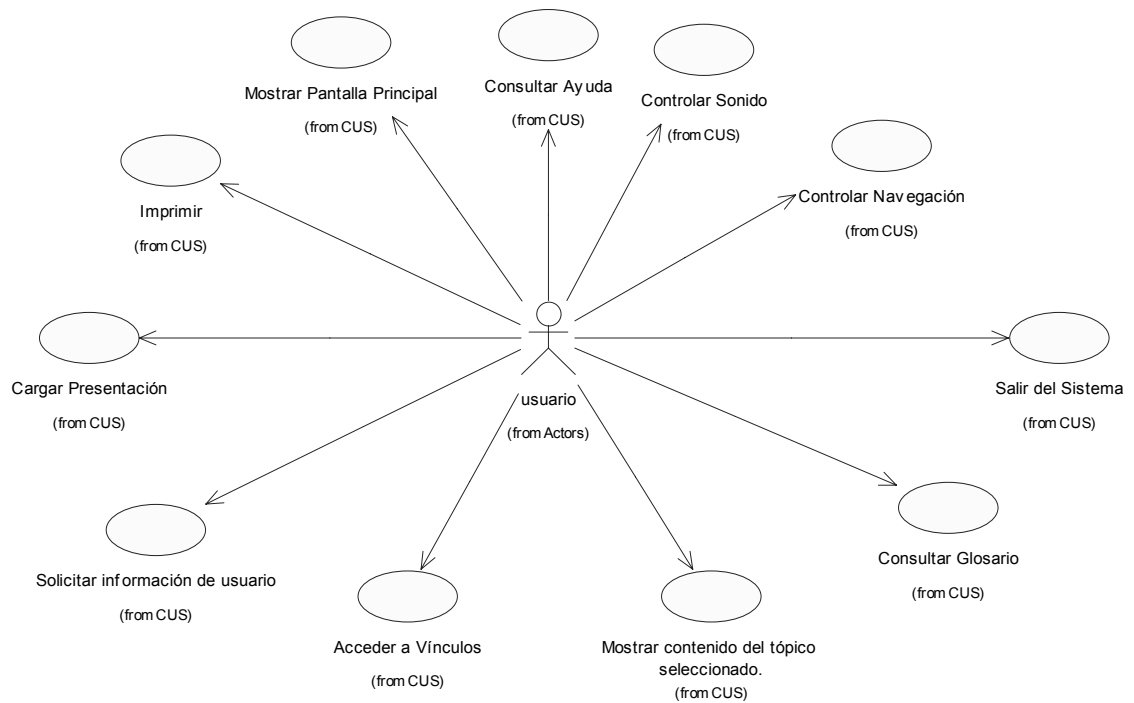 Mostrar Pantalla Principal
(from CUS)
Consultar Ayuda
(from CUS)
Controlar Sonido
(from CUS)
Imprimir
(from CUS)
Controlar Navegación
(from CUS)
Cargar Presentación
(from CUS)
usuario
(from Actors)
Salir del Sistema
(from CUS)
Solicitar información de usuario
(from CUS)
Acceder a Vínculos
(from CUS)
Mostrar contenido del tópico
seleccionado.
(from CUS)
Consultar Glosario
(from CUS)